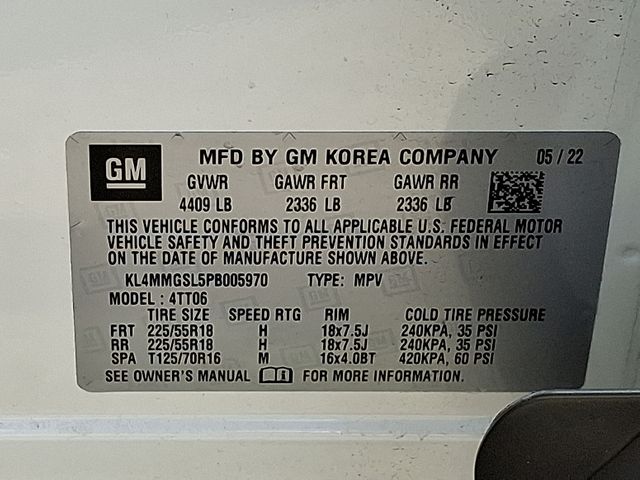 GM MFD BY GM KOREA COMPANY 05 / 22
GVWR GAWR FRT GAWR RR
4409 LB 2336 LB 2336 LB
THIS VEHICLE CONFORMS TO ALL APPLICABLE U.S. FEDERAL MOTOR
VEHICLE SAFETY AND THEFT PREVENTION STANDARDS IN EFFECT
ON THE DATE OF MANUFACTURE SHOWN ABOVE.
KL4MMGSL5PB005970 TYPE: MPV
MODEL : 4TT06
TIRE SIZE SPEED RTG RIM COLD TIRE PRESSURE
FRT 225/55R18 H 18x7.5J 240KPA, 35 PSI
RR 225/55R18 H 18x7.5J 240KPA, 35 PSI
SPA T125/70R16 M 16x4.0BT 420KPA, 60 PSI
SEE OWNER'S MANUAL FOR MORE INFORMATION.